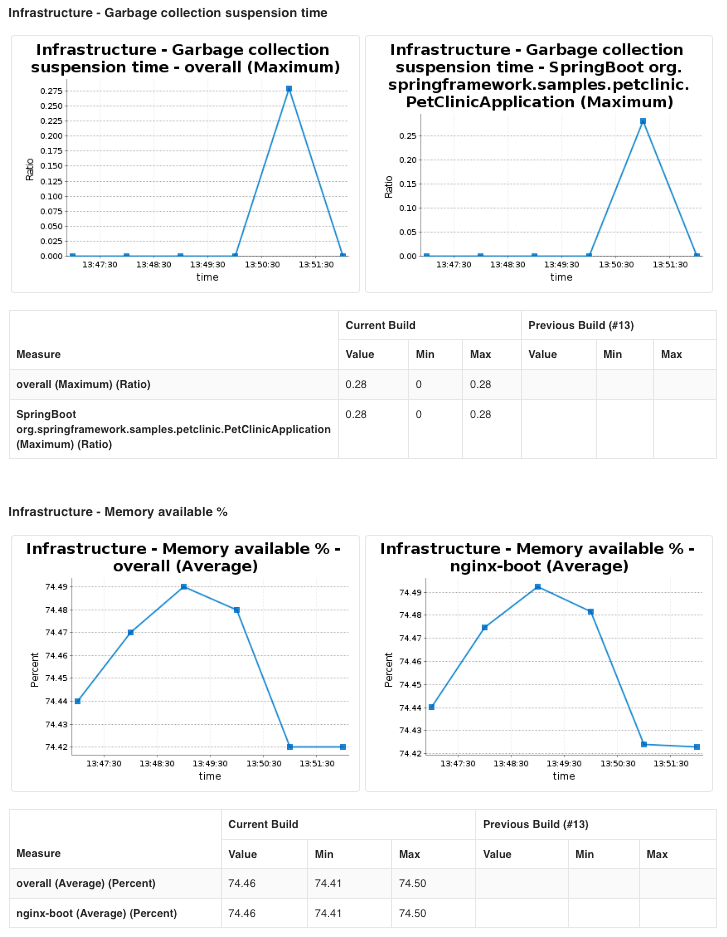 Infrastructure - Garbage collection suspension time
Infrastructure - Garbage collection
suspension time - overall (Maximum)
Ratio
0.275
0.250
0.225
0.200
0.175
0.150
0.125
0.100
0.075
0.050
0.025
0.000
13:47:30 13:48:30 13:49:30 13:50:30 13:51:30
time
Infrastructure - Garbage collection
suspension time - SpringBoot org.
springframework.samples.petclinic.
PetClinicApplication (Maximum)
Ratio
0.25
0.20
0.15
0.10
0.05
0.00
13:47:30 13:48:30 13:49:30 13:50:30 13:51:30
time
Current Build Previous Build (#13)
Measure Value Min Max Value Min Max
overall (Maximum) (Ratio) 0.28 0 0.28
SpringBoot 0.28 0 0.28
org.springframework.samples.petclinic.PetClinicApplication
(Maximum) (Ratio)
Infrastructure - Memory available %
Infrastructure - Memory available % -
overall (Average)
Percent
74.49
74.48
74.47
74.46
74.45
74.44
74.43
74.42
13:47:30 13:48:30 13:49:30 13:50:30 13:51:30
time
Infrastructure - Memory available % -
nginx-boot (Average)
Percent
74.49
74.48
74.47
74.46
74.45
74.44
74.43
74.42
13:47:30 13:48:30 13:49:30 13:50:30 13:51:30
time
Current Build Previous Build (#13)
Measure Value Min Max Value Min Max
overall (Average) (Percent) 74.46 74.41 74.50
nginx-boot (Average) (Percent) 74.46 74.41 74.50